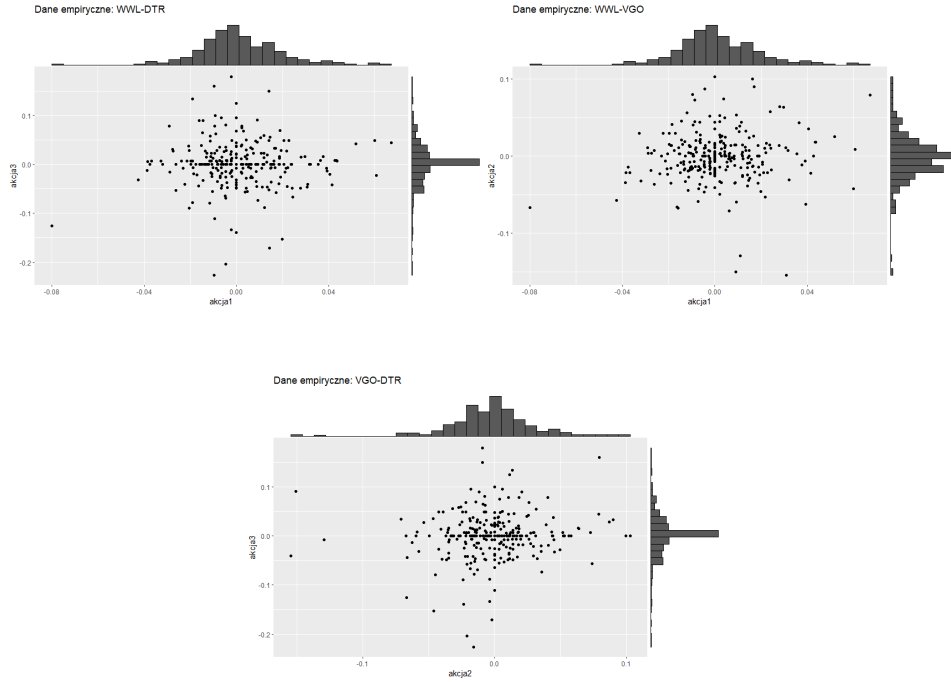 Dane empiryczne: WWL-DTR
0.1
0.0
-0.1
-0.2
akcja3
-0.08
-0.04
0.00
0.04
akcja1
Dane empiryczne: WWL-VGO
0.1
0.0
-0.1
akcja2
-0.08
-0.04
0.00
0.04
akcja1
Dane empiryczne: VGO-DTR
0.1
0.0
-0.1
-0.2
akcja3
-0.1
0.0
0.1
akcja2